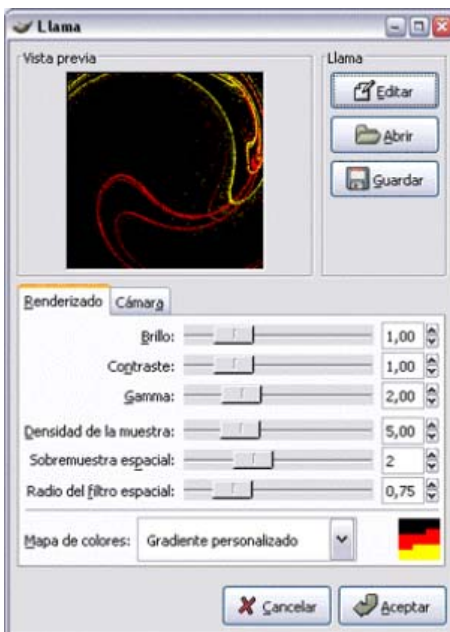 Llama
Vista previa
Llama
Editar
Abrir
Guardar
Renderizado Cámara
Brillo: 1,00
Contraste: 1,00
Gamma: 2,00
Densidad de la muestra: 5,00
Sobremuestra espacial: 2
Radio del filtro espacial: 0,75
Mapa de colores: Gradiente personalizado
Cancelar Aceptar